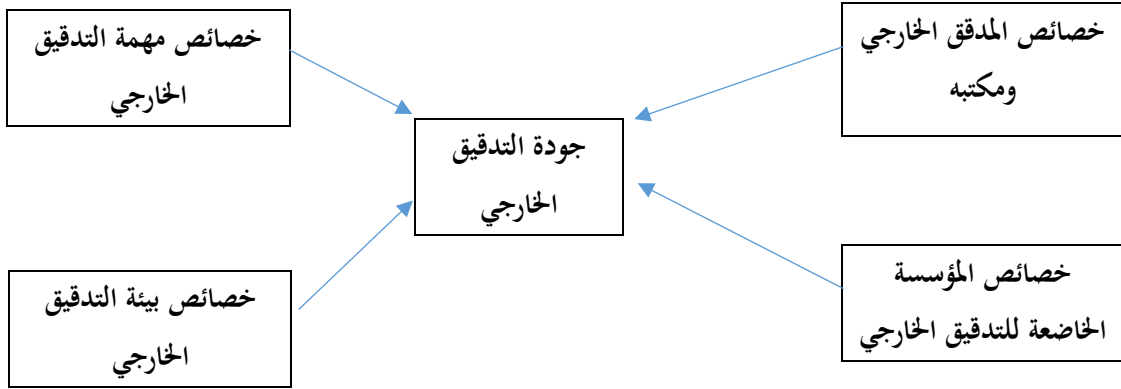 خصائص المدقق الخارجي
ومكتبه
خصائص مهمة التدقيق
الخارجي
جودة التدقيق
الخارجي
خصائص المؤسسة
الخاضعة للتدقيق الخارجي
خصائص بيئة التدقيق
الخارجي